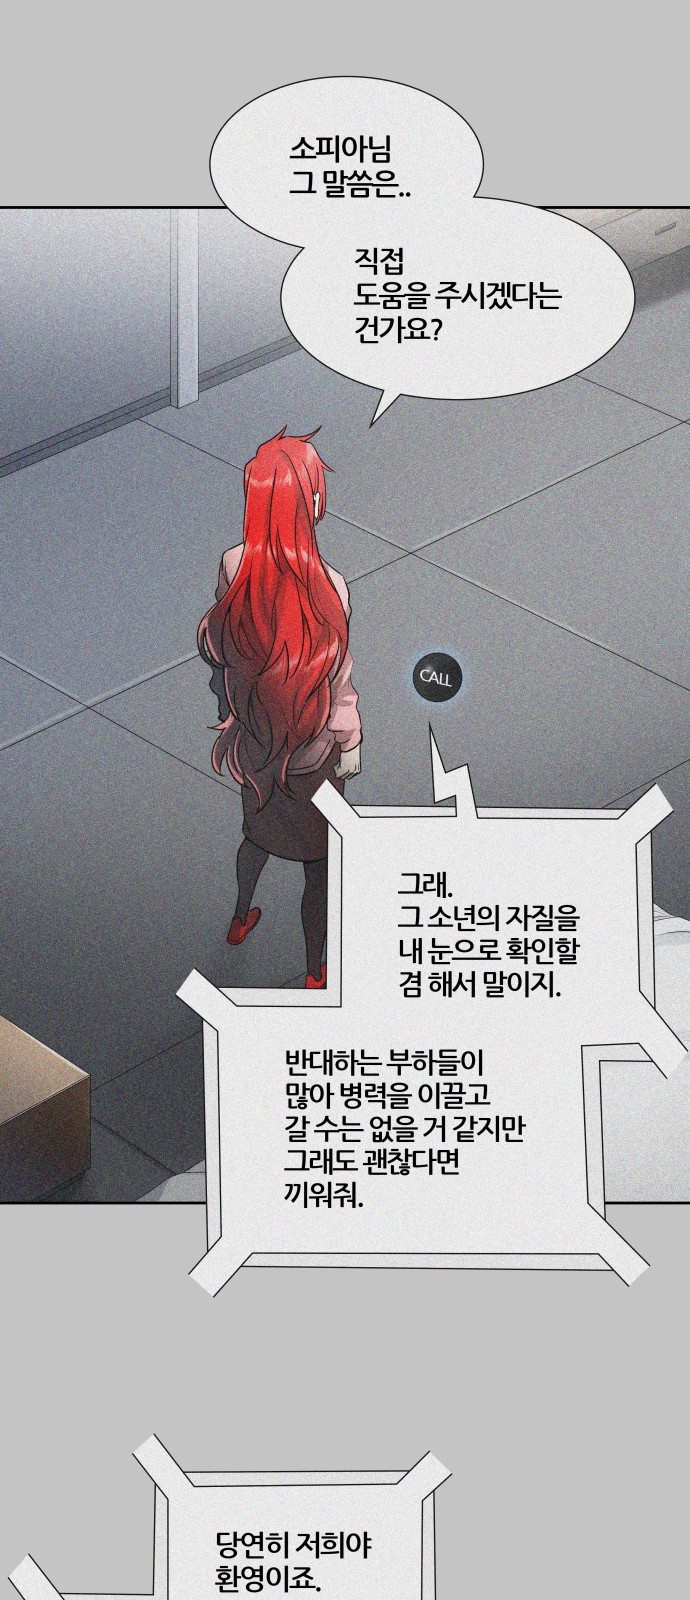 소피아님
그 말씀은..
직접
도움을 주시겠다는
건가요?
CALL
그래.
그 소년의 자질을
내 눈으로 확인할
겸 해서 말이지.
반대하는 부하들이
많아 병력을 이끌고
갈 수는 없을 거 같지만
그래도 괜찮다면
끼워줘.
당연히 저희야
환영이죠.